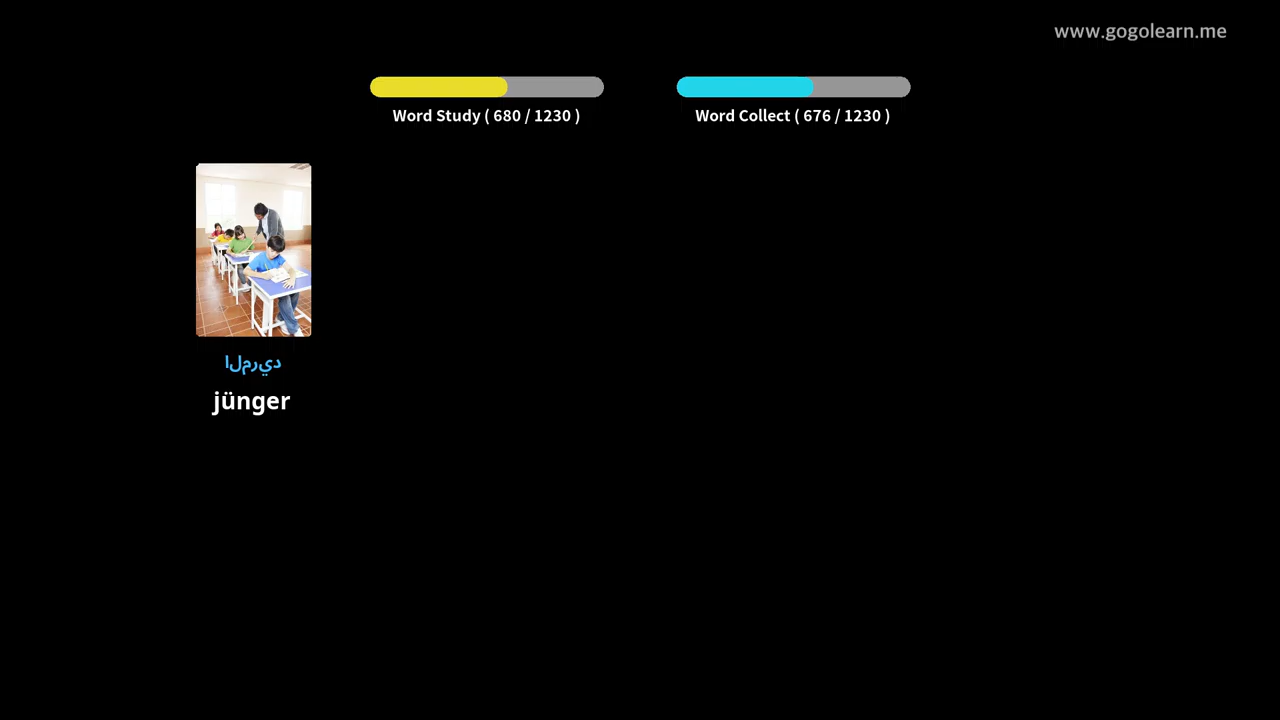 www.gogolearn.me
Word Study ( 680 / 1230 )
Word Collect ( 676 / 1230 )
المريد
jünger